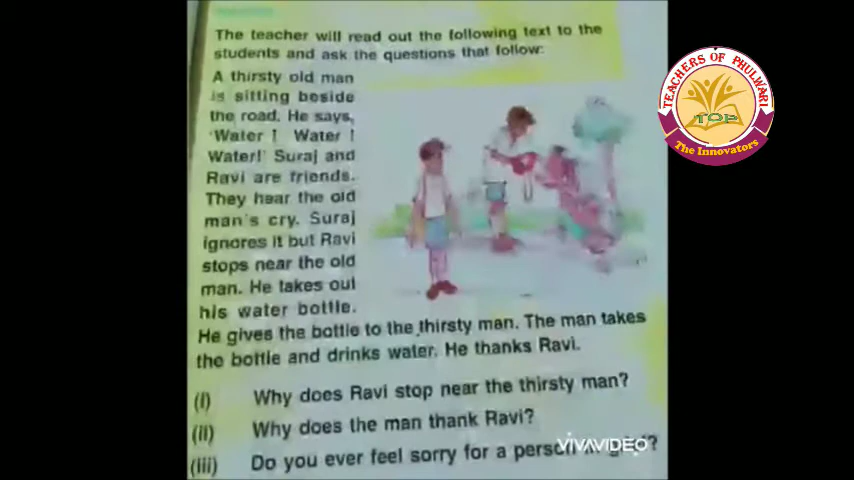 The teacher will read out the following text to the
students and ask the questions that follow:
A thirsty old man
is sitting beside
the road. He says,
'Water ! Water !
Water!' Suraj and
Ravi are friends.
They hear the old
man's cry. Suraj
ignores it but Ravi
stops near the old
man. He takes out
his water bottle.
He gives the bottle to the thirsty man. The man takes
the bottle and drinks water. He thanks Ravi.
(i) Why does Ravi stop near the thirsty man?
(ii) Why does the man thank Ravi?
(iii) Do you ever feel sorry for a person
VIVAVIDEO
TEACHERS OF PHULWARI
TOP
The Innovators